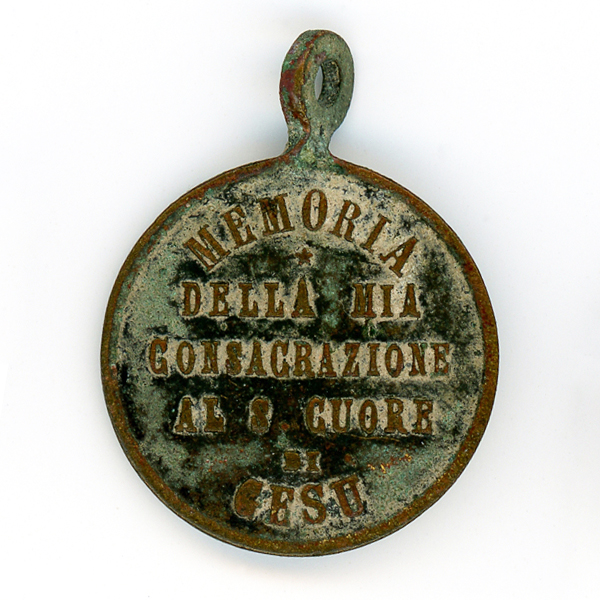 MEMORIA
DELLA MIA
CONSACRAZIONE
AL S. CUORE
DI
GESU